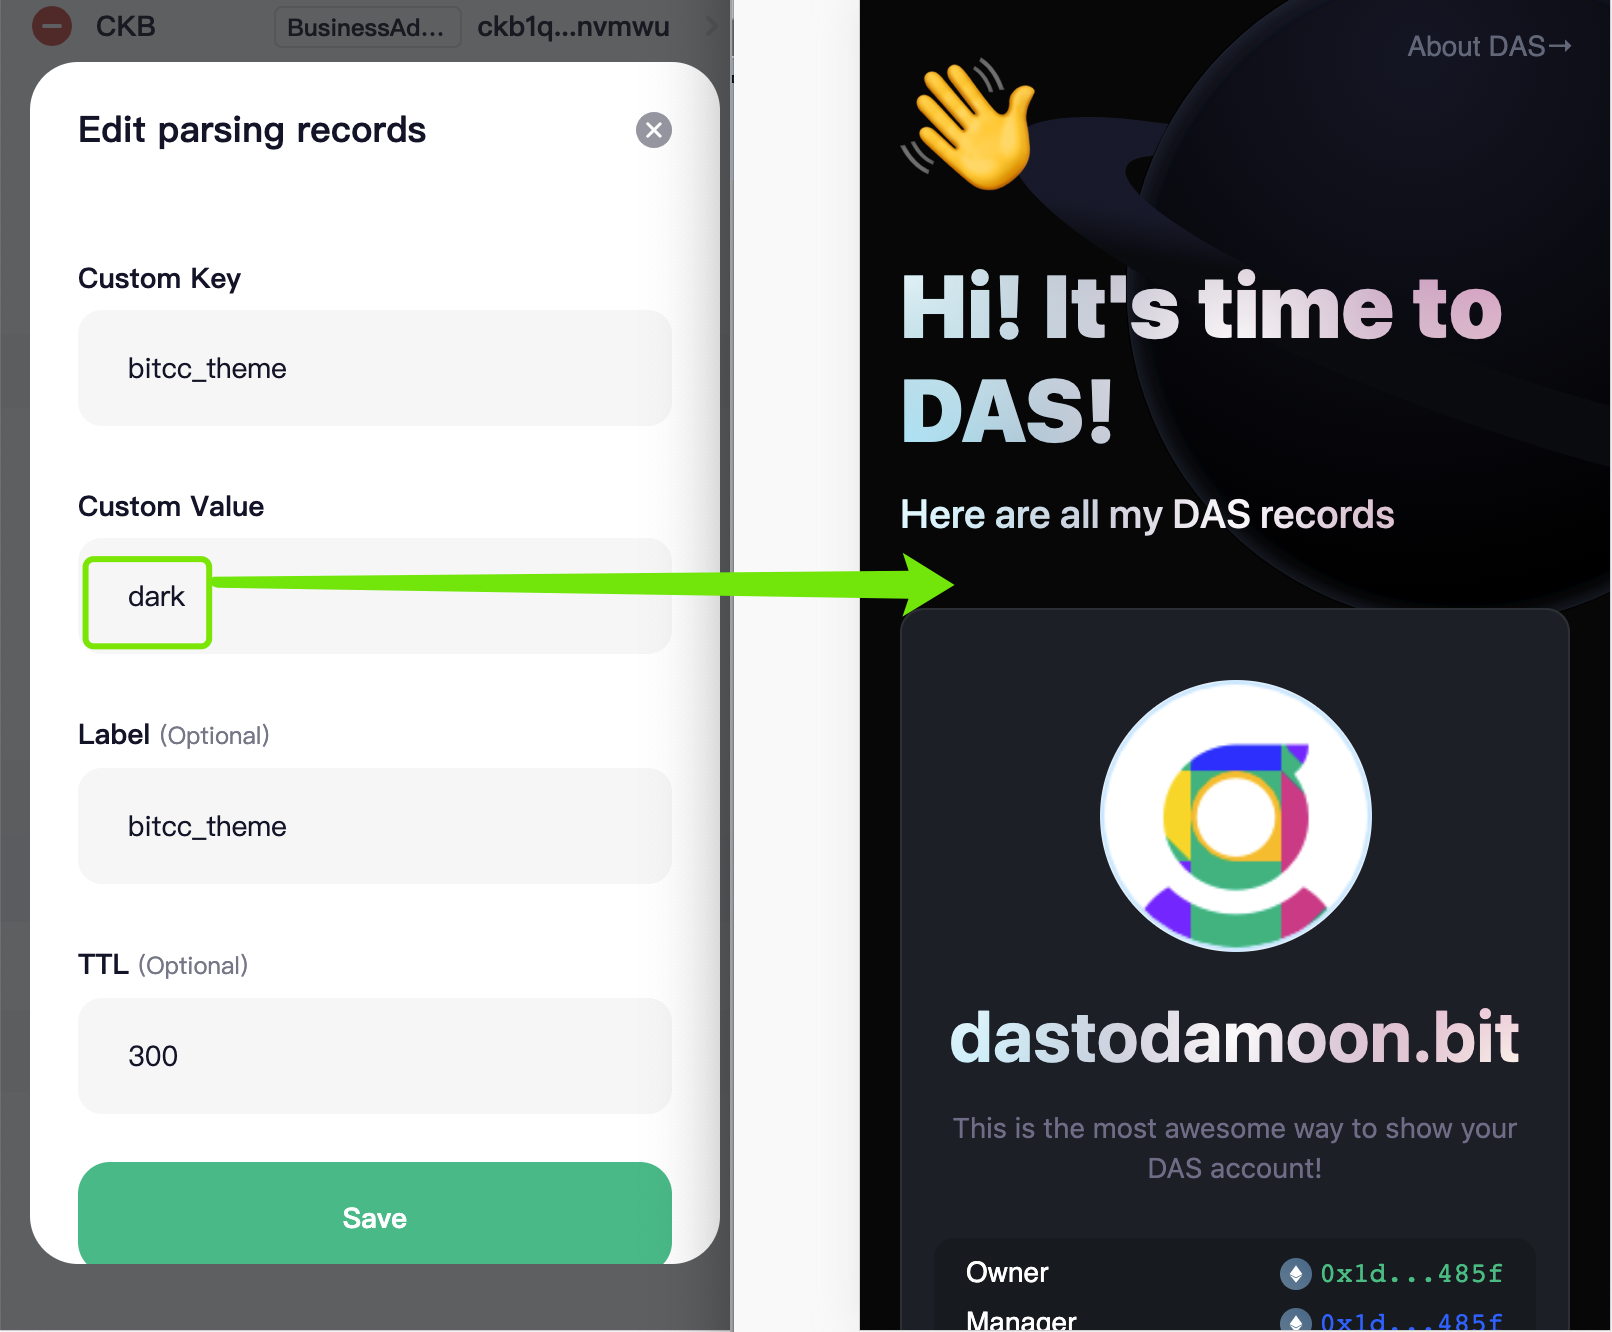 CKB
BusinessAd...
ckb1q...nvmwu
Edit parsing records
Custom Key
bitcc_theme
Custom Value
dark
Label (Optional)
bitcc_theme
TTL (Optional)
300
Save
About DAS→
Hi! It's time to
DAS!
Here are all my DAS records
dastodamoon.bit
This is the most awesome way to show your
DAS account!
Owner
0x1d...485f
Manager
0x1d...485f